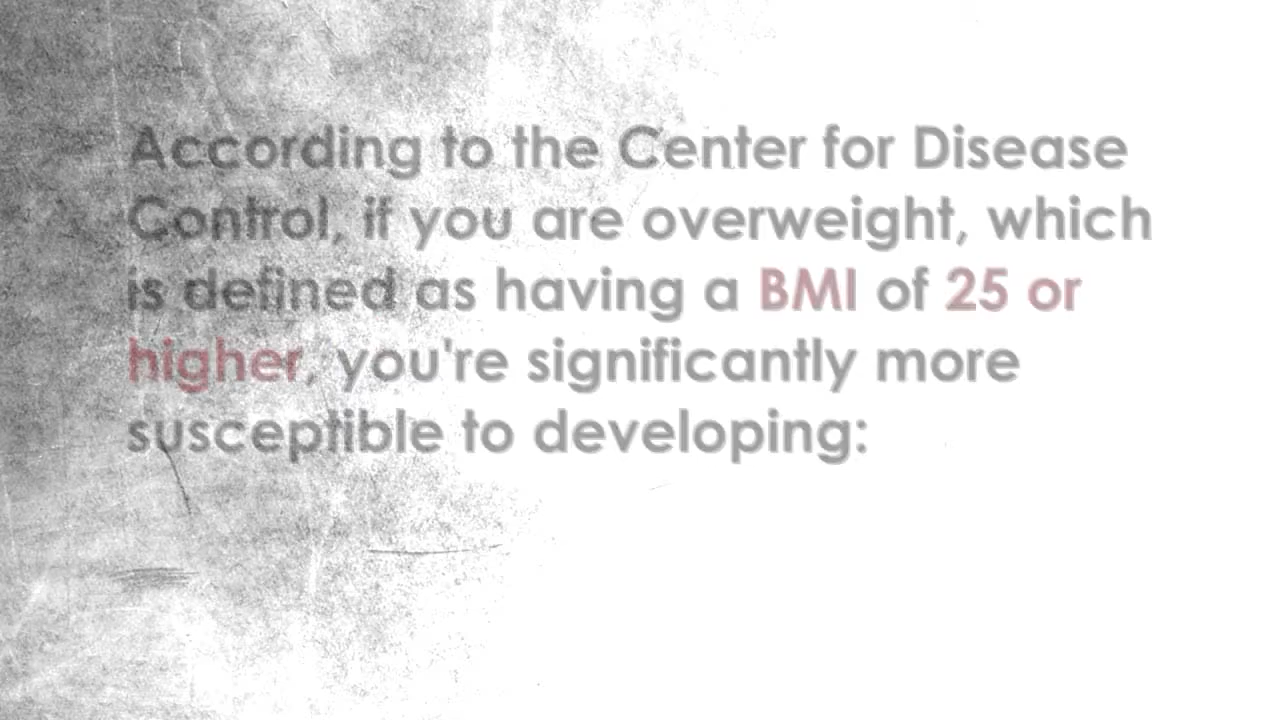 According to the Center for Disease
Control, if you are overweight, which
is defined as having a BMI of 25 or
higher, you're significantly more
susceptible to developing: